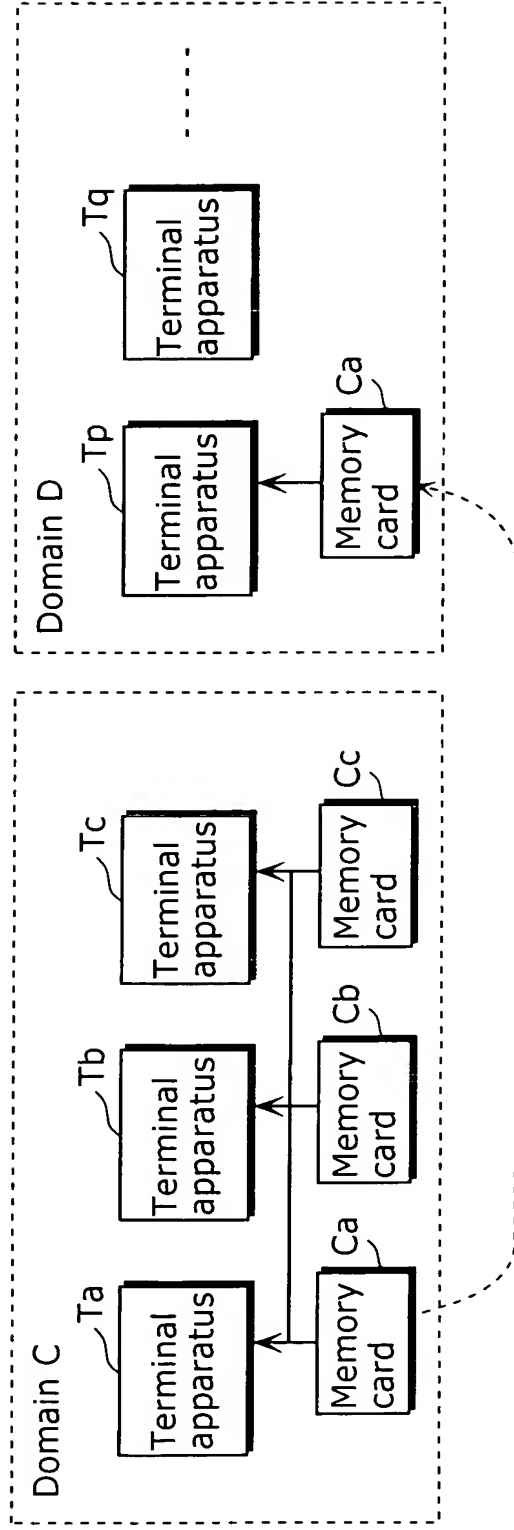 Domain C
Ta
Terminal
apparatus
Tb
Terminal
apparatus
Tc
Terminal
apparatus
Ca
Memory
card
Cb
Memory
card
Cc
Memory
card
Domain D
Tp
Terminal
apparatus
Tq
Terminal
apparatus
Ca
Memory
card